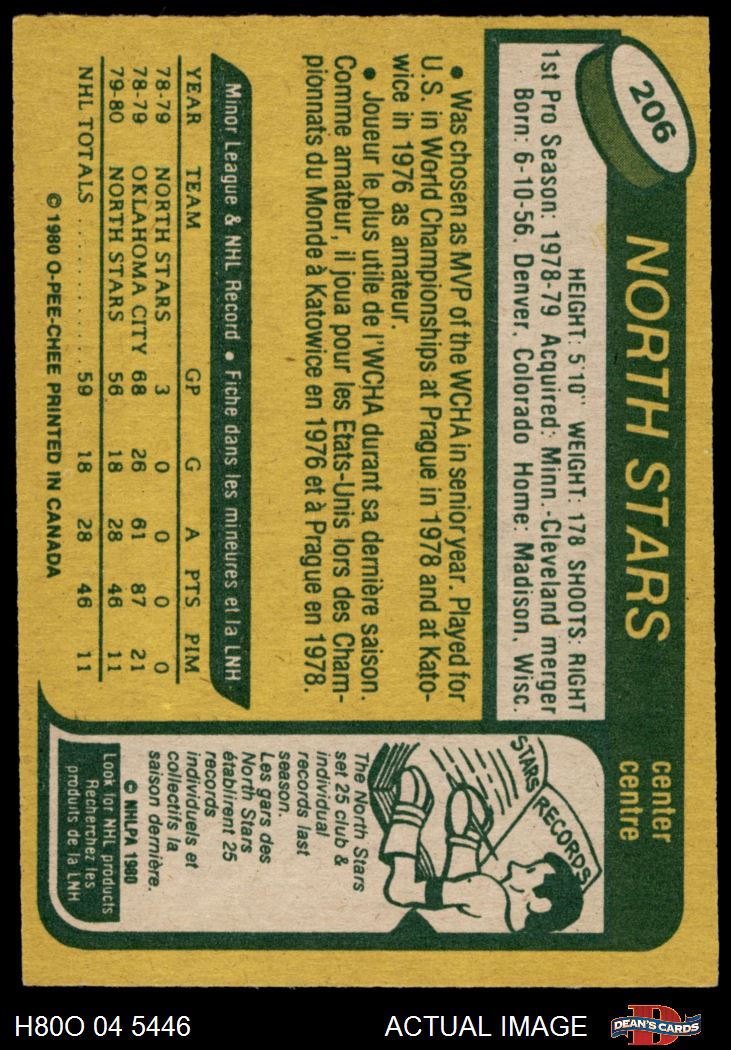 206
NORTH STARS
center
centre
HEIGHT: 5'10" WEIGHT: 178 SHOOTS: RIGHT
1st Pro Season: 1978-79 Acquired: Minn.-Cleveland merger
Born: 6-10-56, Denver, Colorado Home: Madison, Wisc.
• Was chosen as MVP of the WCHA in senior year. Played for
U.S. in World Championships at Prague in 1978 and at Kato-
wice in 1976 as amateur.
• Joueur le plus utile de l'WCHA durant sa dernière saison.
Comme amateur, il joua pour les Etats-Unis lors des Cham-
pionnats du Monde à Katowice en 1976 et à Prague en 1978.
Minor League & NHL Record • Fiche dans les mineures et la LNH
YEAR TEAM GP G A PTS PIM
78-79 NORTH STARS 3 0 0 0 0
78-79 OKLAHOMA CITY 68 26 61 87 21
79-80 NORTH STARS 56 18 28 46 11
NHL TOTALS ........ 59 18 28 46 11
© 1980 O-PEE-CHEE PRINTED IN CANADA
STARS
RECORDS
The North Stars
set 25 club &
individual
records last
season.
Les gars des
North Stars
établirent 25
records
individuels et
collectifs la
saison dernière.
© NHLPA 1980
Look for NHL products
Recherchez les
produits de la LNH
H80O 04 5446
ACTUAL IMAGE
D
DEAN'S CARDS